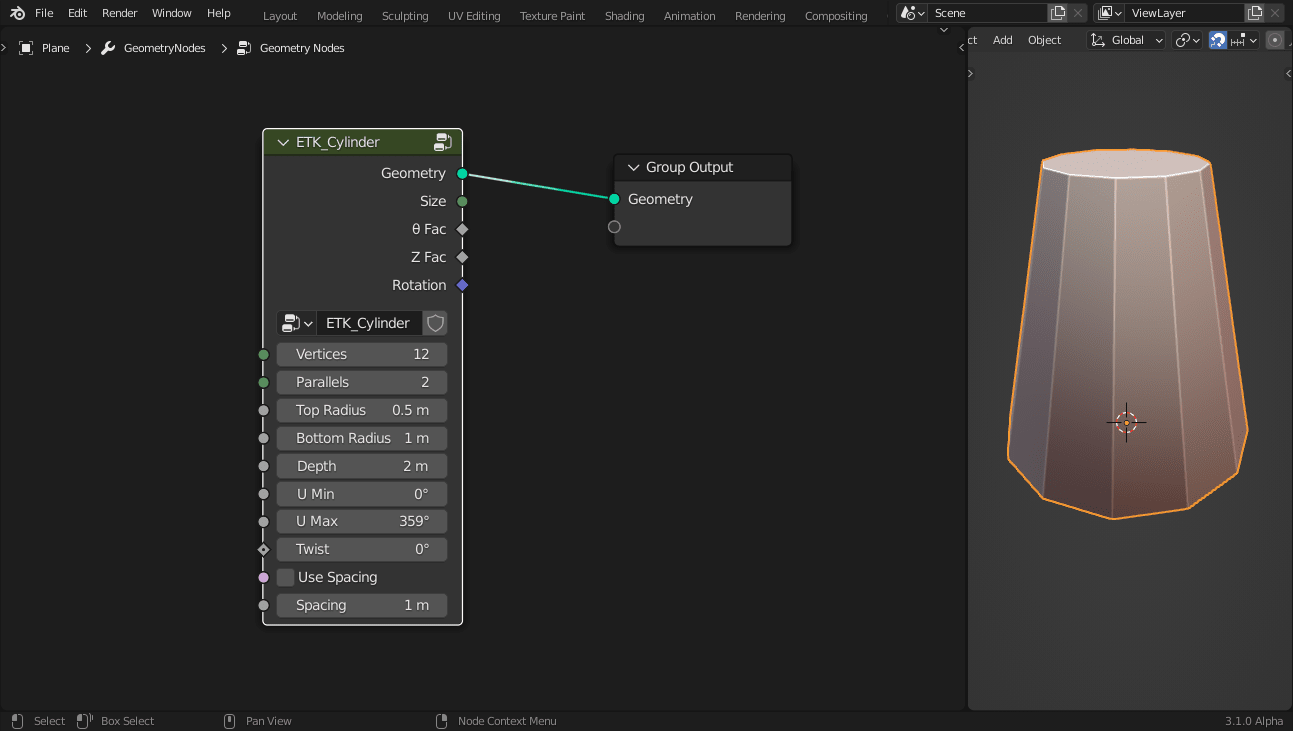 File Edit Render Window Help Layout Modeling Sculpting UV Editing Texture Paint Shading Animation Rendering Compositing Scene ViewLayer
Plane GeometryNodes Geometry Nodes
ct Add Object Global
ETK_Cylinder
Geometry
Size
θ Fac
Z Fac
Rotation
ETK_Cylinder
Vertices 12
Parallels 2
Top Radius 0.5 m
Bottom Radius 1 m
Depth 2 m
U Min 0°
U Max 359°
Twist 0°
Use Spacing
Spacing 1 m
Group Output
Geometry
Select Box Select Pan View Node Context Menu 3.1.0 Alpha